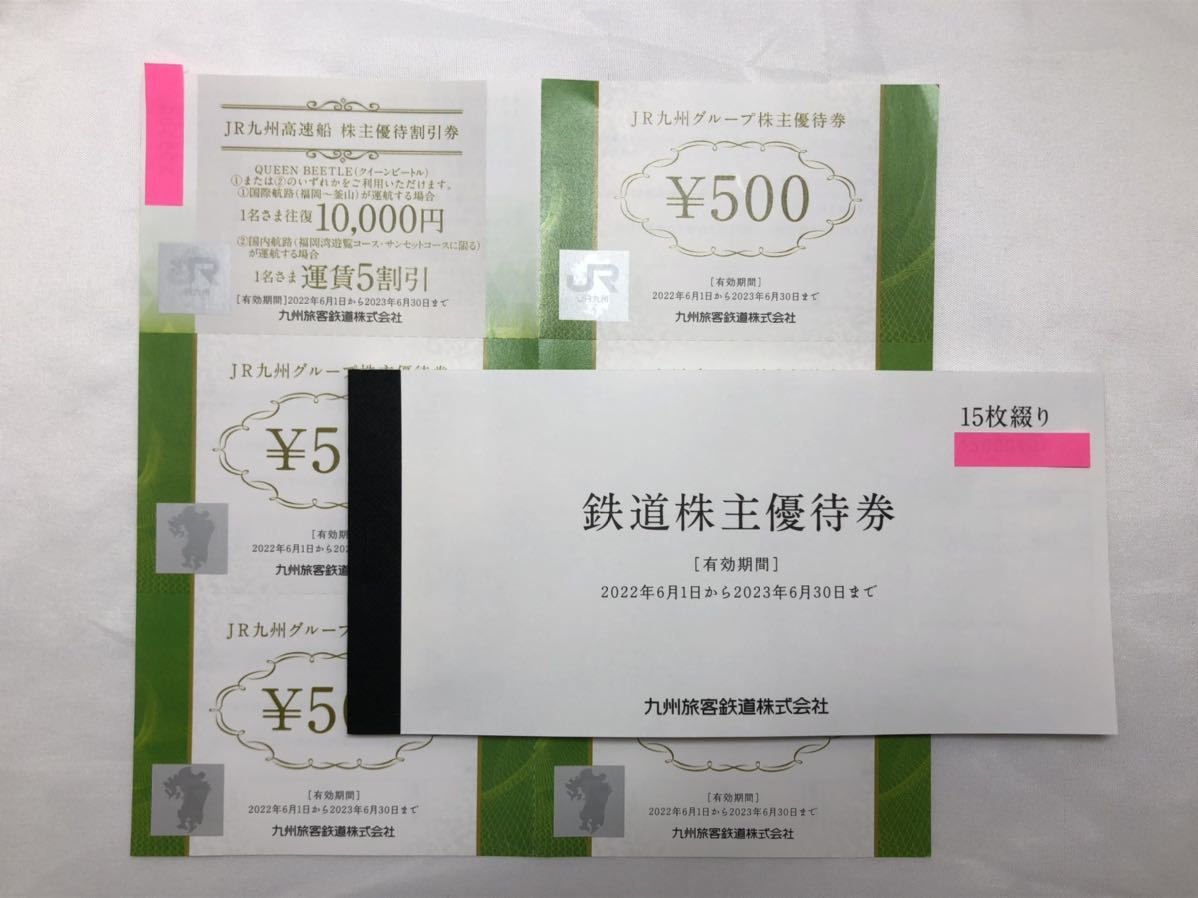 JR九州高速船 株主優待割引券
QUEEN BEETLE(クイーンビートル)
①または②のいずれかをご利用いただけます。
①国際航路(福岡～釜山)が運航する場合
1名さま往復10,000円
②国内航路(福岡湾遊覧コース・サンセットコースに限る)
が運航する場合
1名さま 運賃5割引
[有効期間]2022年6月1日から2023年6月30日まで
九州旅客鉄道株式会社
JR九州グループ株主優待券
¥500
JR
JR九州
[有効期間]
2022年6月1日から2023年6月30日まで
九州旅客鉄道株式会社
JR九州グループ
¥5
[有効期
2022年6月1日から202
九州旅客鉄道
JR九州グループ
¥50
[有効期間]
2022年6月1日から2023年6月30日まで
九州旅客鉄道株式会社
[有効期間]
2022年6月1日から2023年6月30日まで
九州旅客鉄道株式会社
15枚綴り
鉄道株主優待券
[有効期間]
2022年6月1日から2023年6月30日まで
九州旅客鉄道株式会社